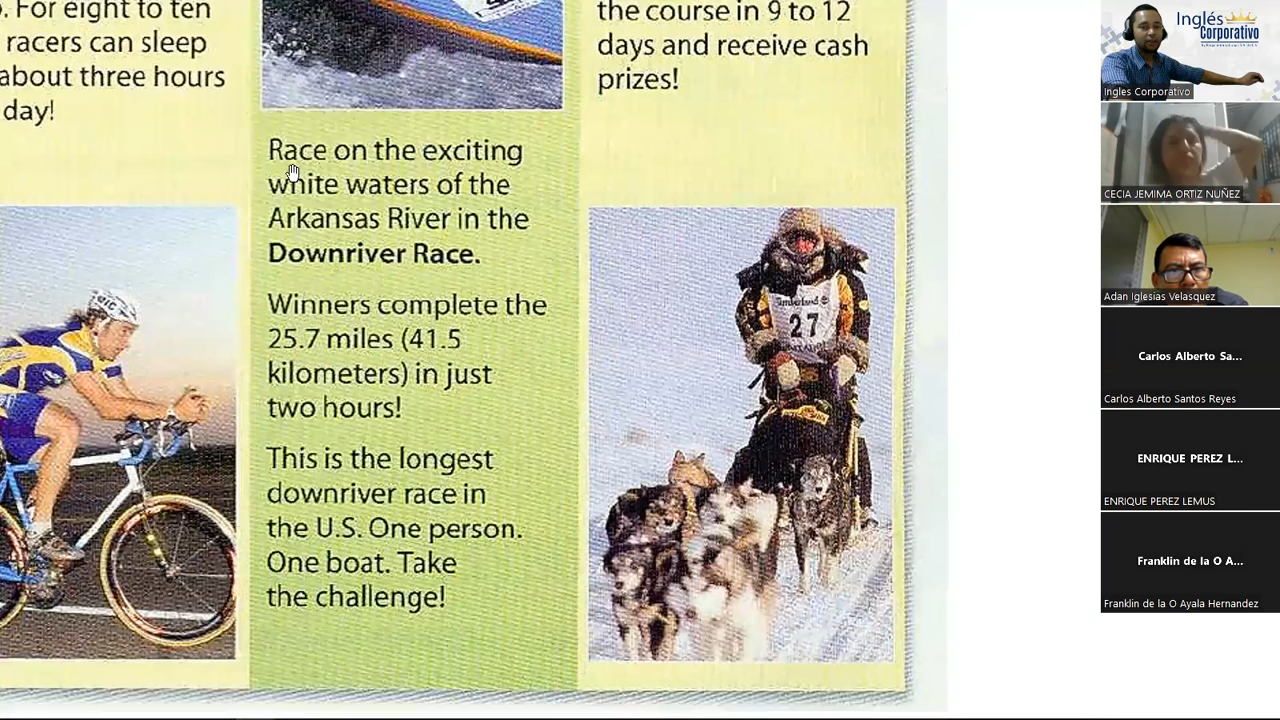 . For eight to ten
racers can sleep
about three hours
day!
Race on the exciting
white waters of the
Arkansas River in the
Downriver Race.
Winners complete the
25.7 miles (41.5
kilometers) in just
two hours!
This is the longest
downriver race in
the U.S. One person.
One boat. Take
the challenge!
the course in 9 to 12
days and receive cash
prizes!
27
Inglés
Corporativo
Ingles Corporativo
CECIA JEMIMA ORTIZ NUÑEZ
Adan Iglesias Velasquez
Carlos Alberto Sa...
Carlos Alberto Santos Reyes
ENRIQUE PEREZ L...
ENRIQUE PEREZ LEMUS
Franklin de la O A...
Franklin de la O Ayala Hernandez